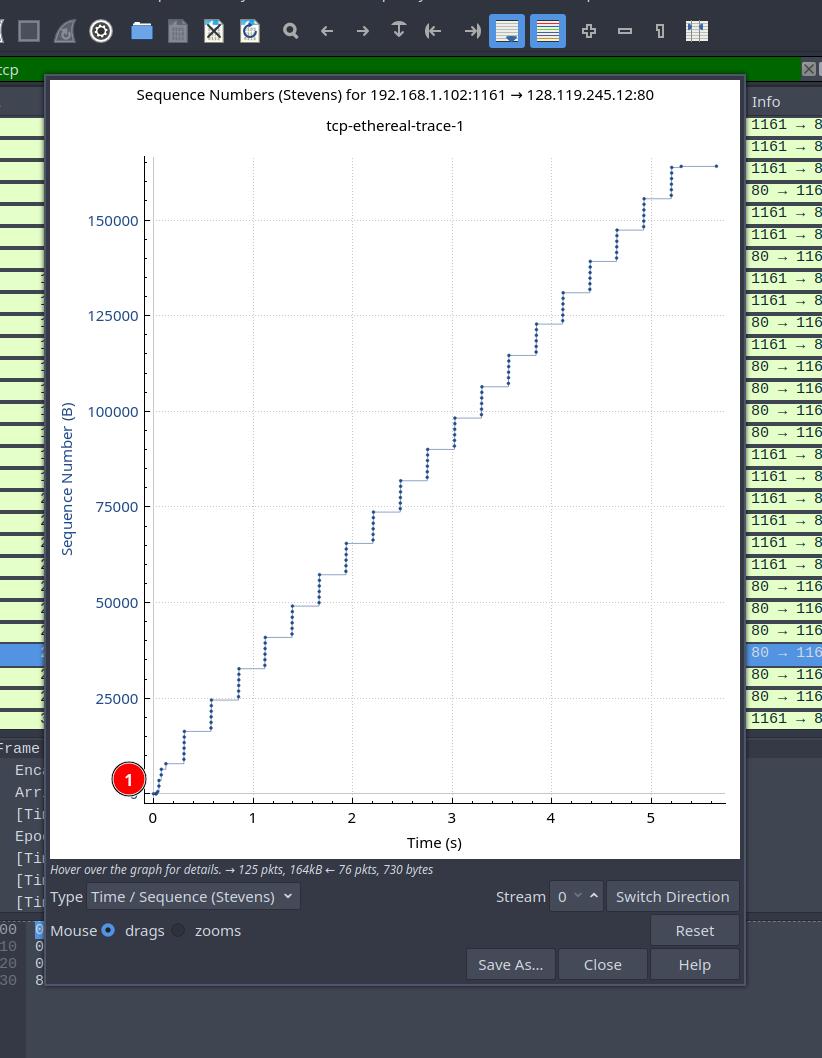 tcp
Info
Sequence Numbers (Stevens) for 192.168.1.102:1161 → 128.119.245.12:80
tcp-ethereal-trace-1
1161 → 8
1161 → 8
1161 → 8
80 → 116
1161 → 8
1161 → 8
80 → 116
1161 → 8
1161 → 8
80 → 116
1161 → 8
80 → 116
80 → 116
80 → 116
80 → 116
1161 → 8
1161 → 8
1161 → 8
1161 → 8
1161 → 8
1161 → 8
80 → 116
80 → 116
80 → 116
80 → 116
80 → 116
80 → 116
1161 → 8
Sequence Number (B)
150000
125000
100000
75000
50000
25000
1
0 1 2 3 4 5
Time (s)
Frame
Enc
Arr
[Ti
Epo
[Ti
[Ti
[Ti
Hover over the graph for details. → 125 pkts, 164kB ← 76 pkts, 730 bytes
Type Time / Sequence (Stevens) Stream 0 Switch Direction
Mouse drags zooms Reset
Save As... Close Help
00 0
10 0
20 0
30 8